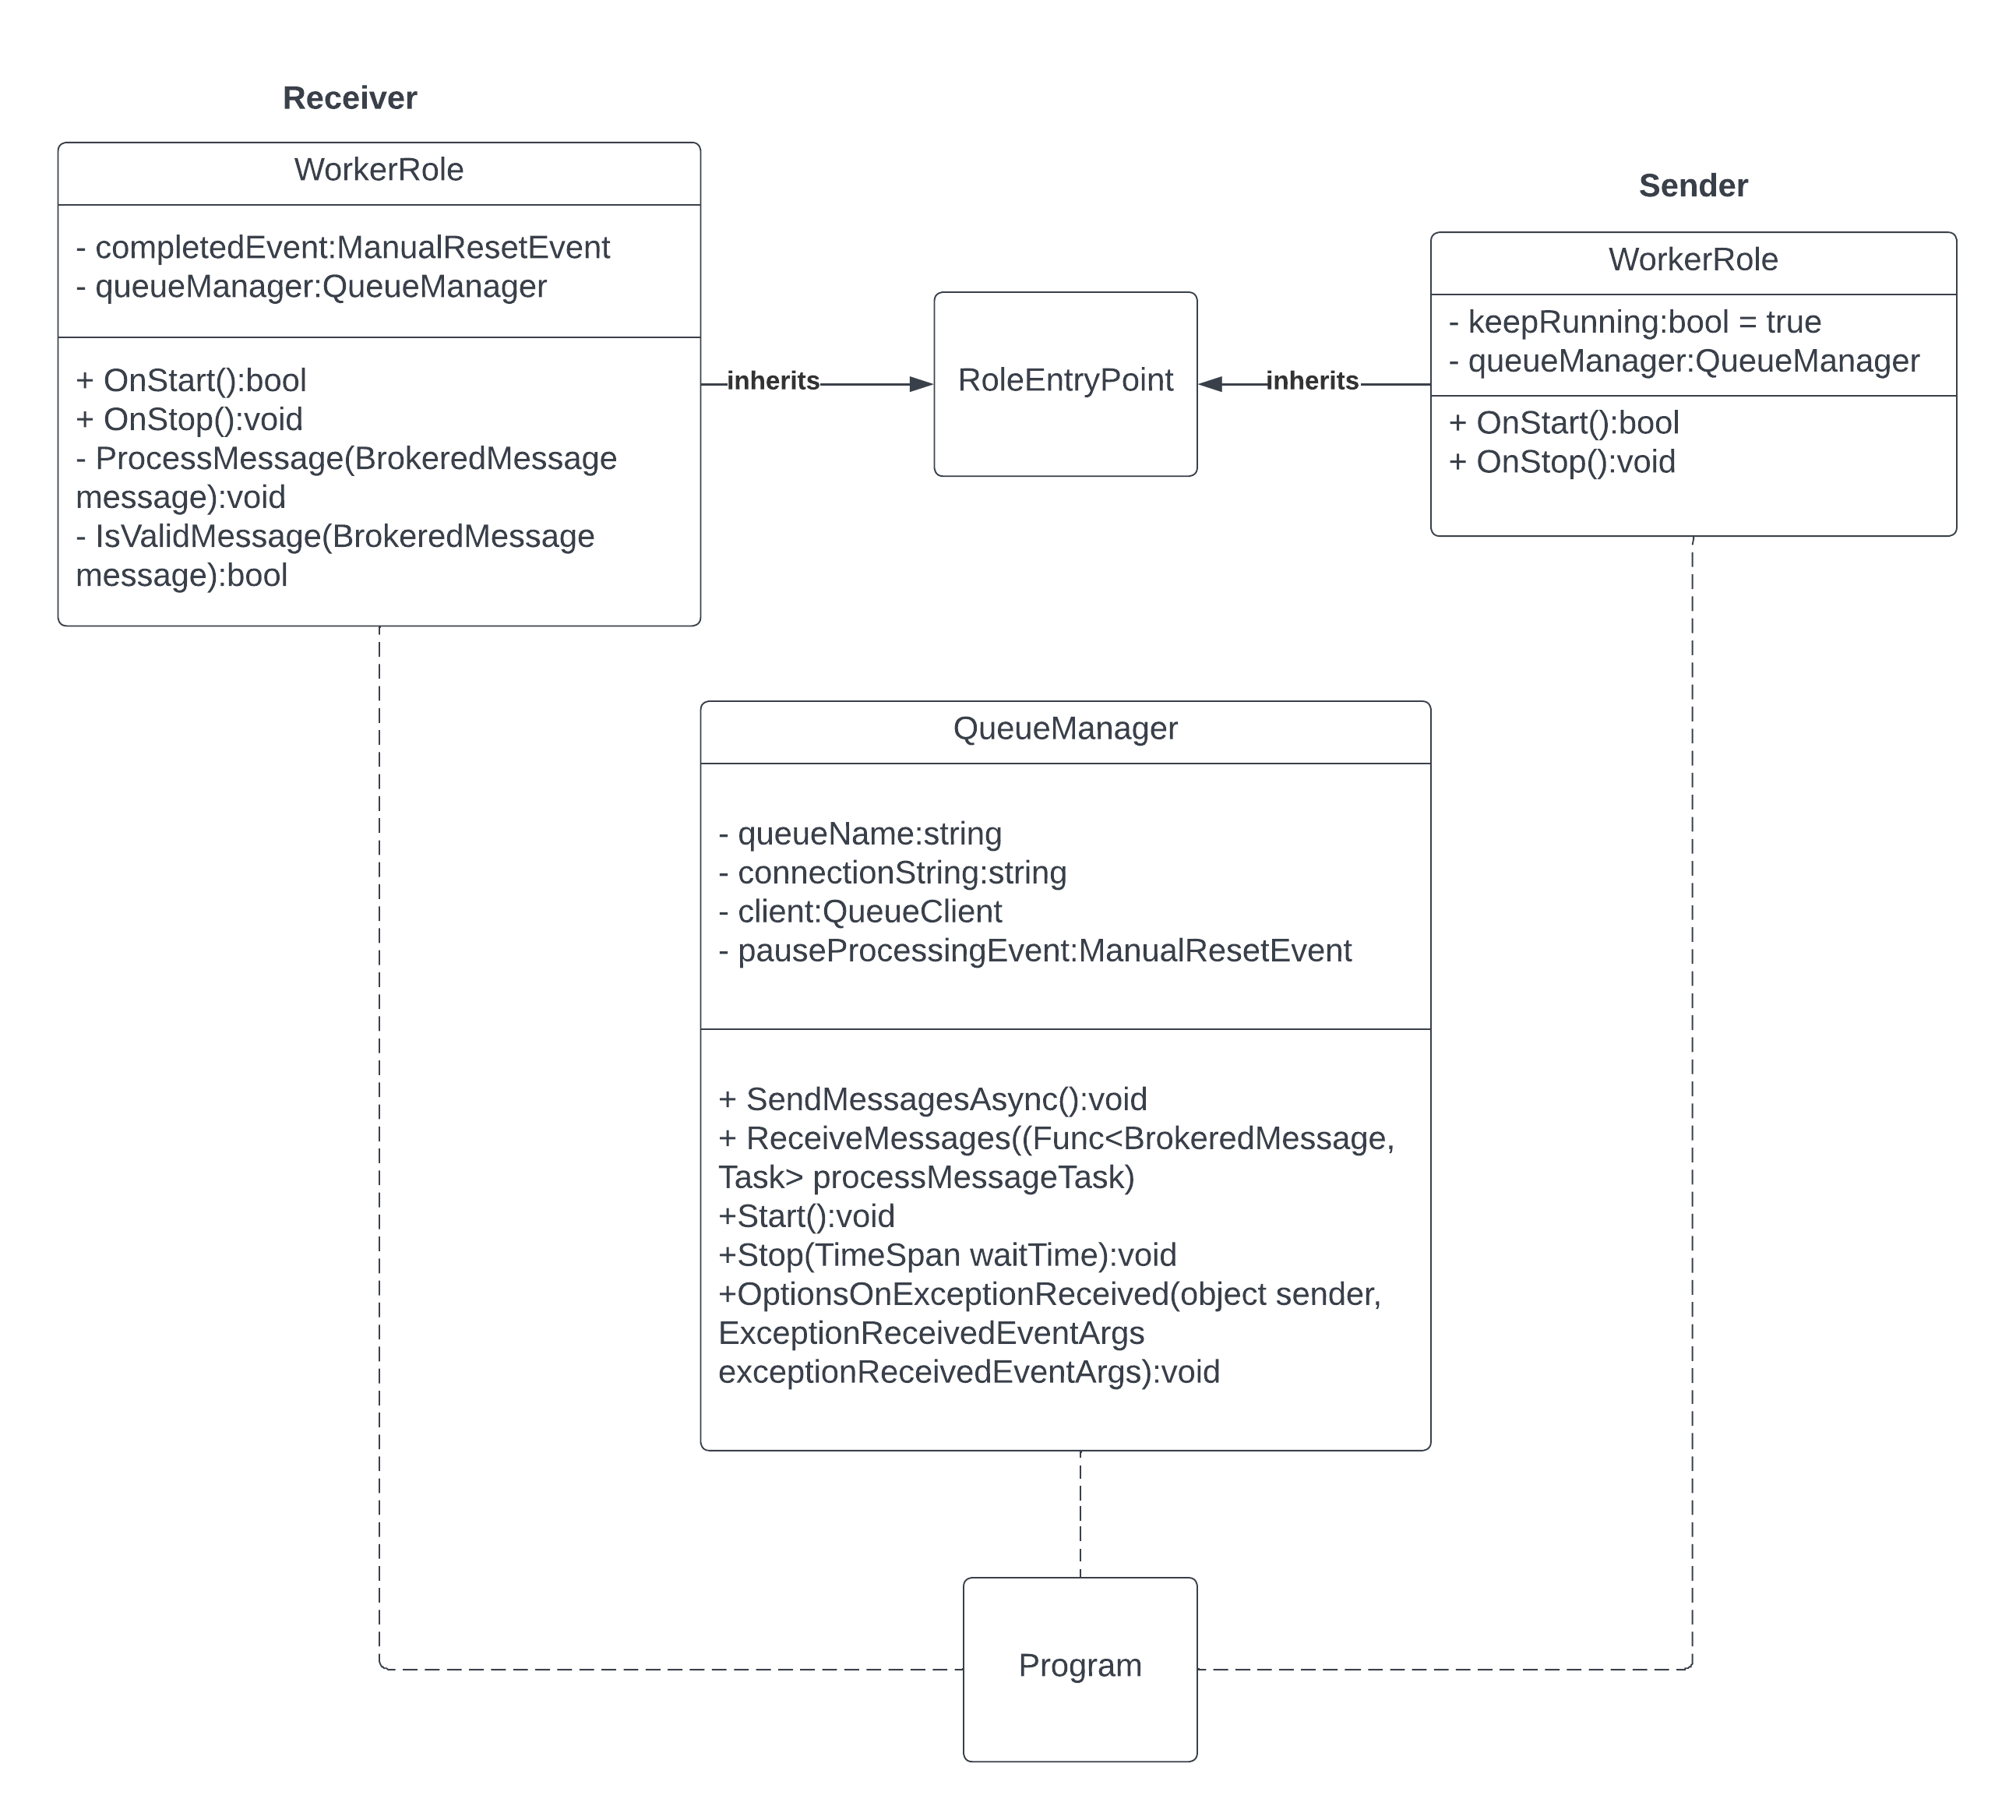 Receiver
WorkerRole
- completedEvent:ManualResetEvent
- queueManager:QueueManager
+ OnStart():bool
+ OnStop():void
- ProcessMessage(BrokeredMessage
message):void
- IsValidMessage(BrokeredMessage
message):bool
inherits
RoleEntryPoint
inherits
Sender
WorkerRole
- keepRunning:bool = true
- queueManager:QueueManager
+ OnStart():bool
+ OnStop():void
QueueManager
- queueName:string
- connectionString:string
- client:QueueClient
- pauseProcessingEvent:ManualResetEvent
+ SendMessagesAsync():void
+ ReceiveMessages((Func<BrokeredMessage,
Task> processMessageTask)
+Start():void
+Stop(TimeSpan waitTime):void
+OptionsOnExceptionReceived(object sender,
ExceptionReceivedEventArgs
exceptionReceivedEventArgs):void
Program